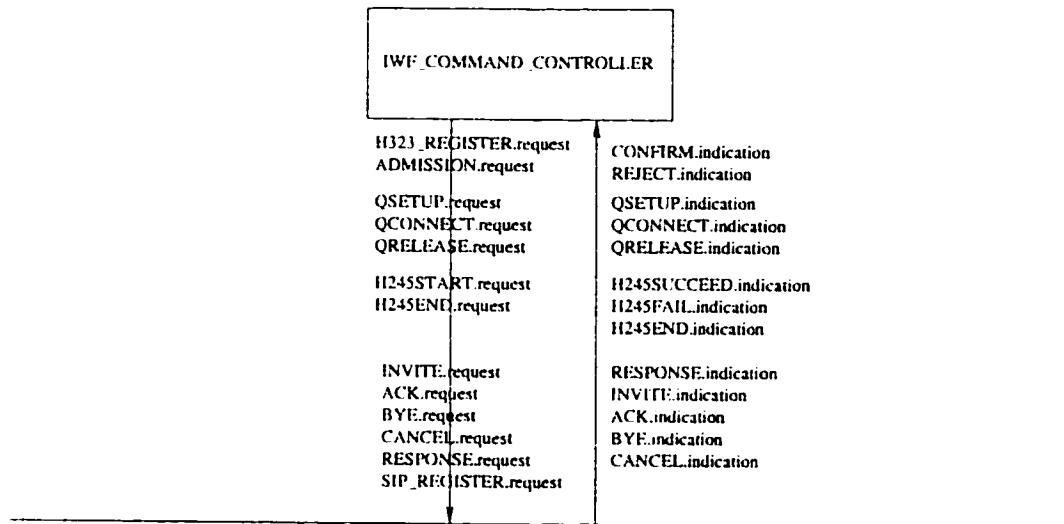 IWF_COMMAND_CONTROLLER
H323_REGISTER.request
ADMISSION.request
QSETUP.request
QCONNECT.request
QRELEASE.request
H245START.request
H245END.request
INVITE.request
ACK.request
BYE.request
CANCEL.request
RESPONSE.request
SIP_REGISTER.request
CONFIRM.indication
REJECT.indication
QSETUP.indication
QCONNECT.indication
QRELEASE.indication
H245SUCCEED.indication
H245FAIL.indication
H245END.indication
RESPONSE.indication
INVITE.indication
ACK.indication
BYE.indication
CANCEL.indication